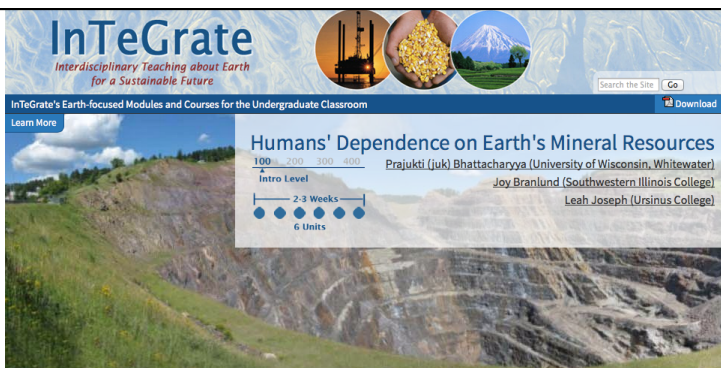 InTeGrate
Interdisciplinary Teaching about Earth
for a Sustainable Future
Search the Site Go
InTeGrate's Earth-focused Modules and Courses for the Undergraduate Classroom
Download
Learn More
Humans' Dependence on Earth's Mineral Resources
100 200 300 400
Intro Level
2-3 Weeks
6 Units
Prajukti (juk) Bhattacharyya (University of Wisconsin, Whitewater)
Joy Branlund (Southwestern Illinois College)
Leah Joseph (Ursinus College)